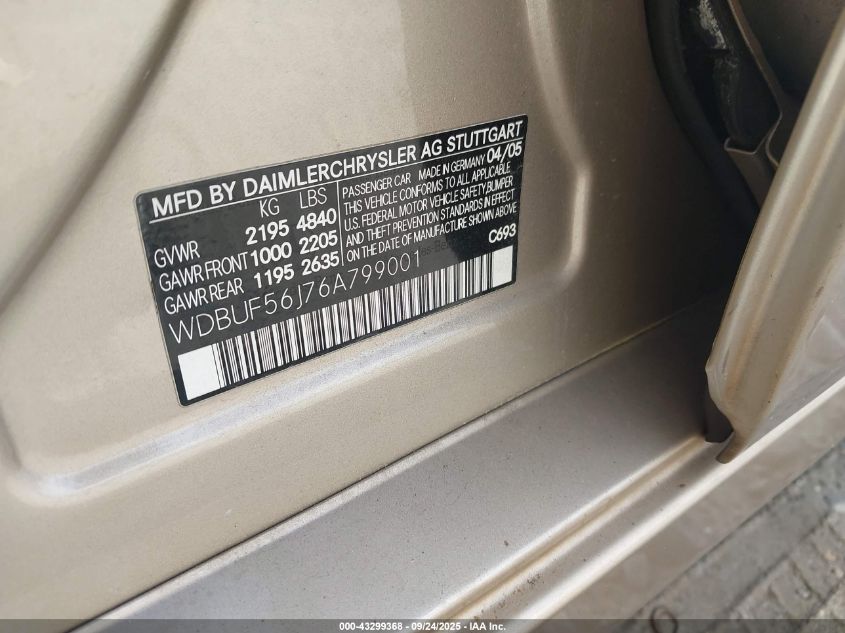 MFD BY DAIMLERCHRYSLER AG STUTTGART
KG LBS
GVWR 2195 4840
GAWR FRONT 1000 2205
GAWR REAR 1195 2635
PASSENGER CAR MADE IN GERMANY 04/05
THIS VEHICLE CONFORMS TO ALL APPLICABLE
U.S. FEDERAL MOTOR VEHICLE SAFETY BUMPER
AND THEFT PREVENTION STANDARDS IN EFFECT
ON THE DATE OF MANUFACTURE SHOWN ABOVE
C693
WDBUF56J76A799001
000-43299368 - 09/24/2025 - IAA Inc.